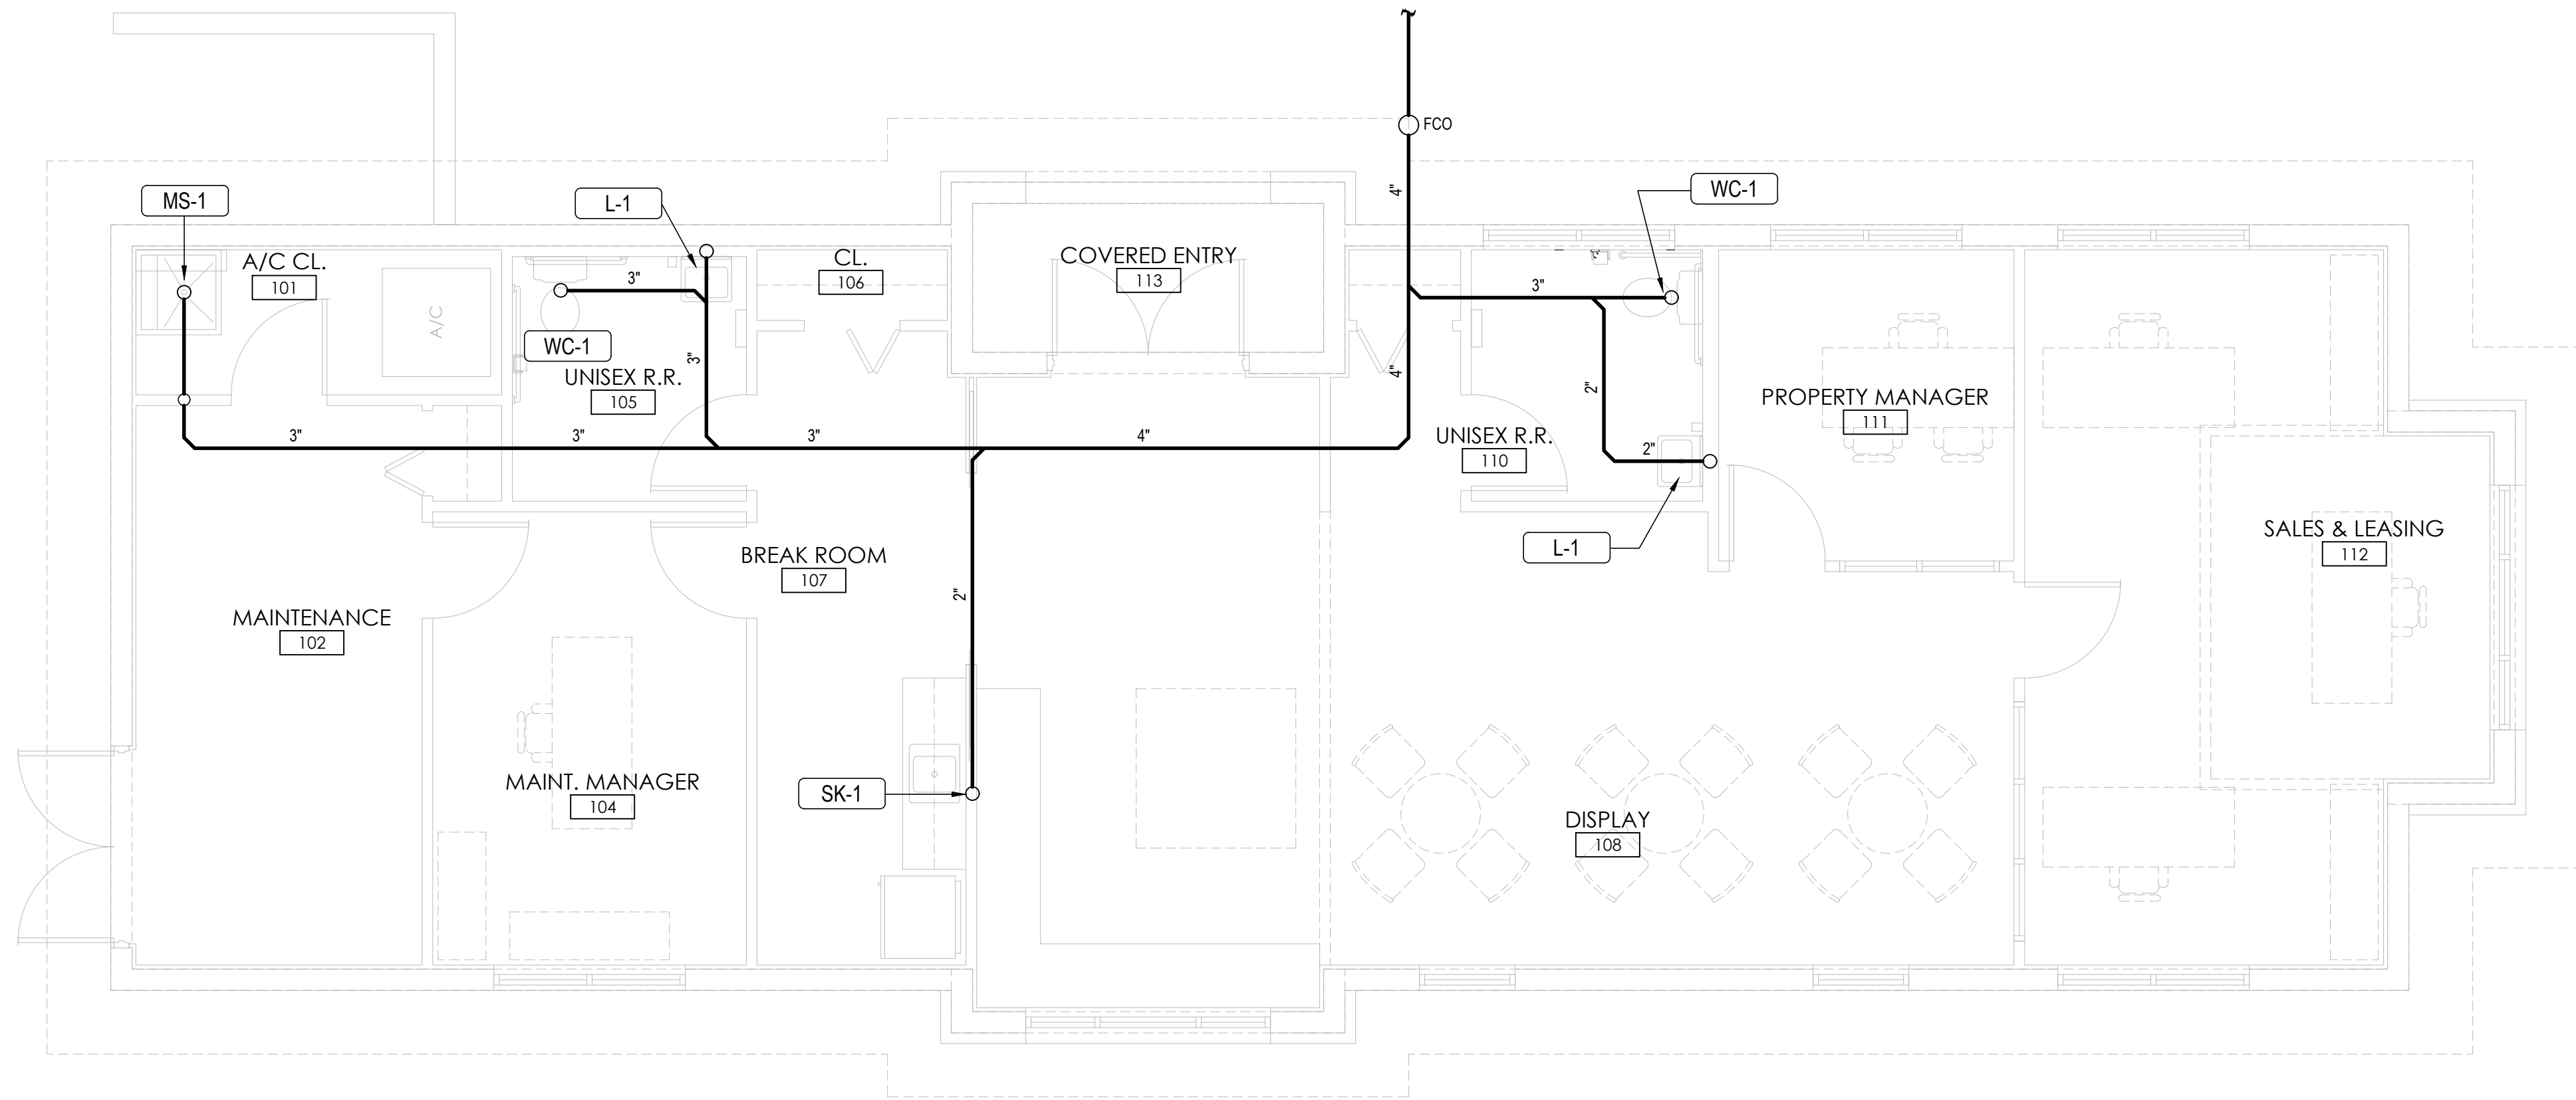 FCO
4"
MS-1
L-1
WC-1
A/C CL.
101
CL.
106
COVERED ENTRY
113
3"
3"
A/C
WC-1
3"
UNISEX R.R.
105
4"
2"
PROPERTY MANAGER
111
3"
3"
3"
4"
UNISEX R.R.
110
2"
L-1
SALES & LEASING
112
BREAK ROOM
107
2"
MAINTENANCE
102
MAINT. MANAGER
104
SK-1
DISPLAY
108